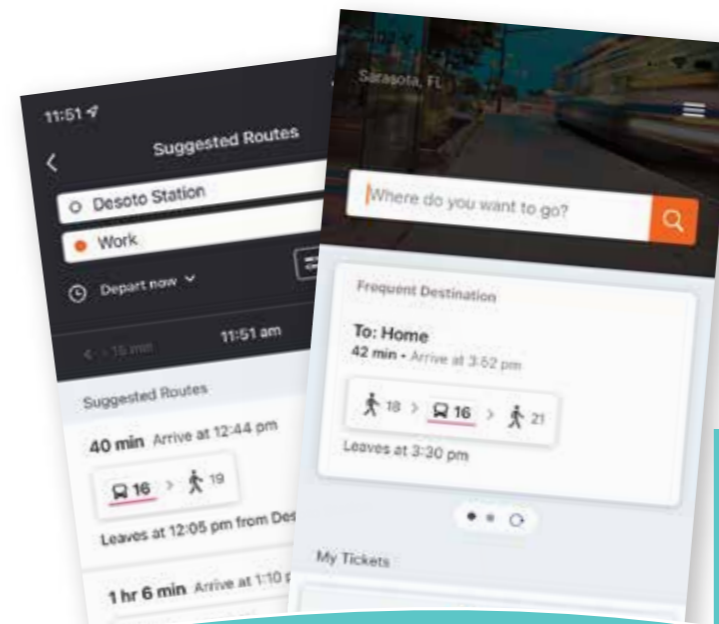 11:51
Suggested Routes
Desoto Station
Work
Depart now
15 min
11:51 am
Suggested Routes
40 min Arrive at 12:44 pm
16 > 19
Leaves at 12:05 pm from Des
1 hr 6 min Arrive at 1:10 p
Sarasota, FL
Where do you want to go?
Frequent Destination
To: Home
42 min • Arrive at 3:52 pm
18 > 16 > 21
Leaves at 3:30 pm
My Tickets